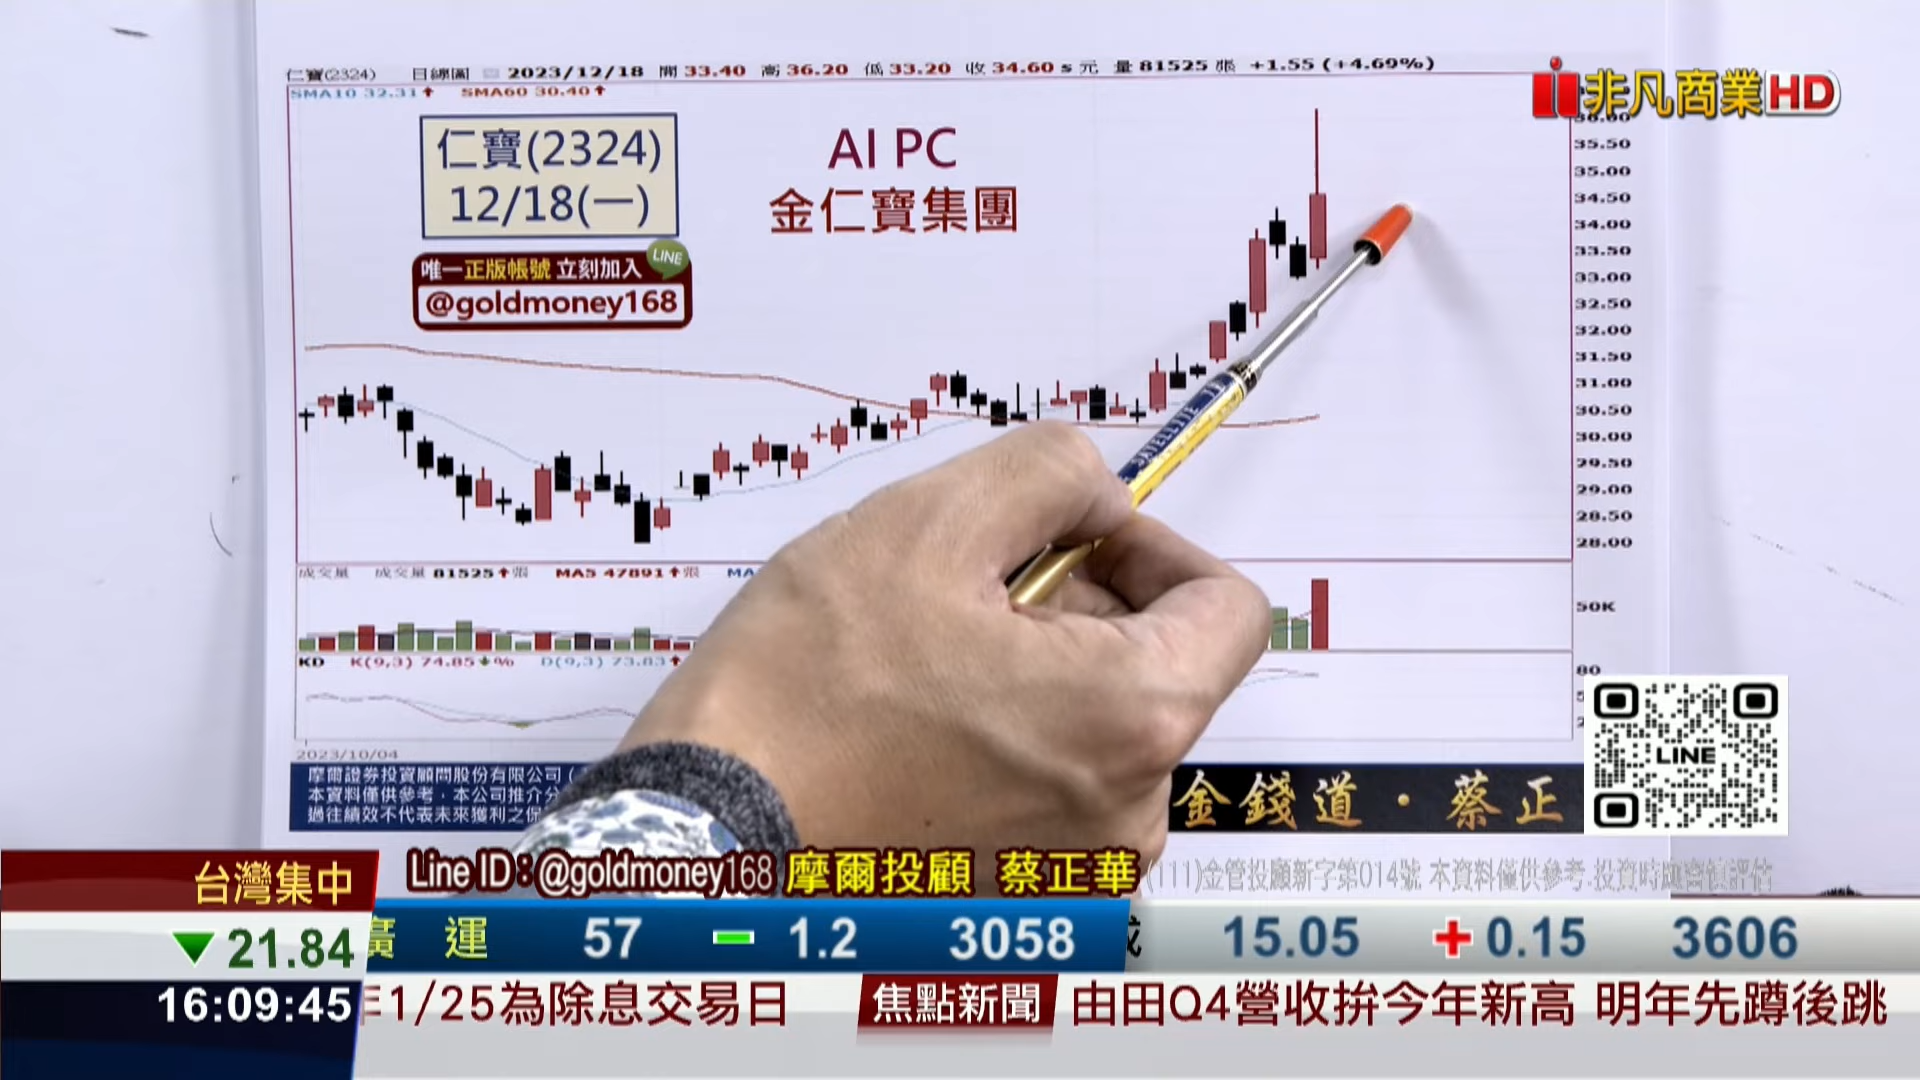 仁寶(2324) 日線圖 2023/12/18 開 33.40 高 36.20 低 33.20 收 34.60 s 元 量 81525 張 +1.55 (+4.69%)
SMA10 32.31↑ SMA60 30.40↑
非凡商業HD
仁寶(2324)
12/18(一)
AI PC
金仁寶集團
唯一正版帳號 立刻加入 LINE
@goldmoney168
36.00
35.50
35.00
34.50
34.00
33.50
33.00
32.50
32.00
31.50
31.00
30.50
30.00
29.50
29.00
28.50
28.00
SATELLITE
成交量 成交量 81525↑張 MA5 47891↑張 MA
50K
KD K(9,3) 74.85↓% D(9,3) 73.83↑
80
2023/10/04
LINE
摩爾證券投資顧問股份有限公司(
本資料僅供參考，本公司推介分
過往績效不代表未來獲利之保
金錢道・蔡正
台灣集中
Line ID：@goldmoney168 摩爾投顧 蔡正華 (111)金管投顧新字第014號 本資料僅供參考.投資時應審慎評估
▼21.84
廣運 57 － 1.2 3058 成 15.05 + 0.15 3606
16:09:45
年1/25為除息交易日 焦點新聞 由田Q4營收拚今年新高 明年先蹲後跳